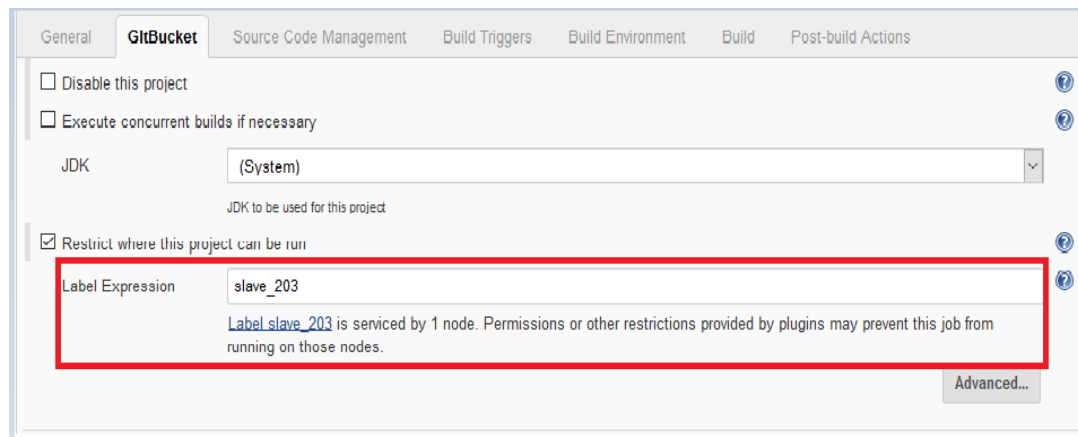 General GitBucket Source Code Management Build Triggers Build Environment Build Post-build Actions
Disable this project
Execute concurrent builds if necessary
JDK (System)
JDK to be used for this project
Restrict where this project can be run
Label Expression slave_203
Label slave_203 is serviced by 1 node. Permissions or other restrictions provided by plugins may prevent this job from
running on those nodes.
Advanced...